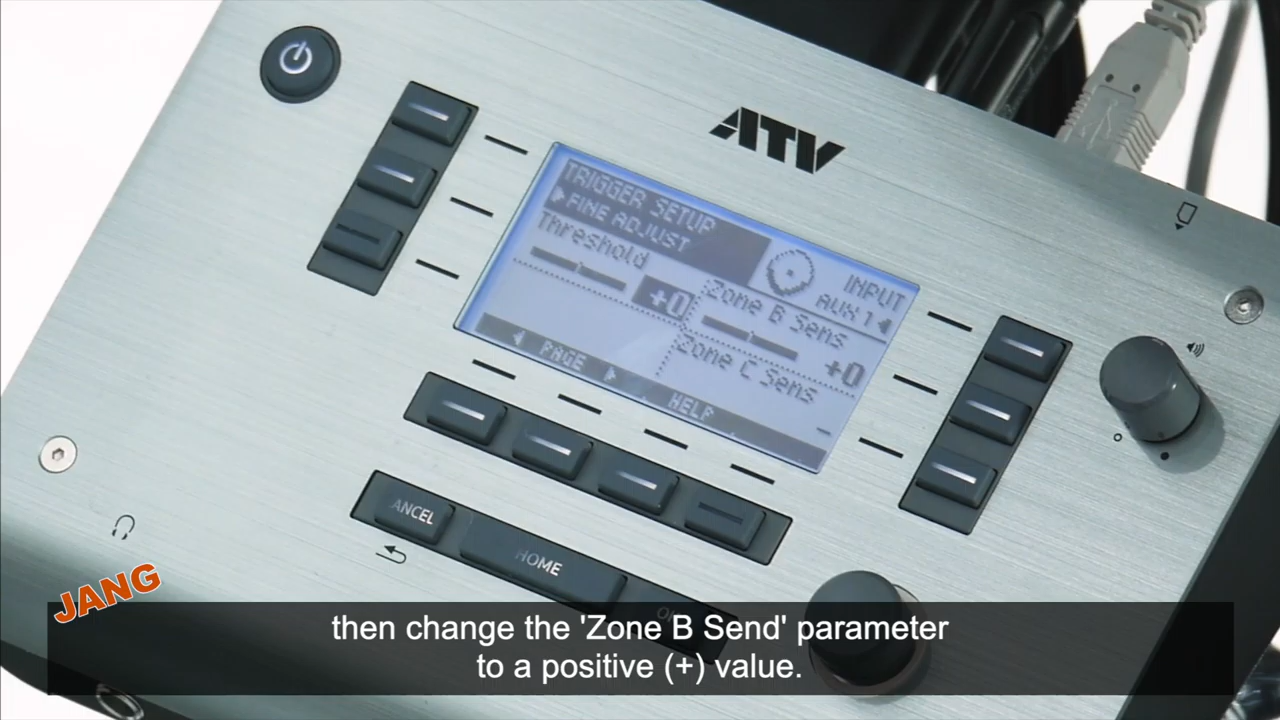 ATV
TRIGGER SETUP
FINE ADJUST
INPUT
AUX 1
Threshold
+0
Zone B Sens
+0
Zone C Sens
PAGE
HELP
ANCEL
HOME
JANG
then change the 'Zone B Send' parameter
to a positive (+) value.